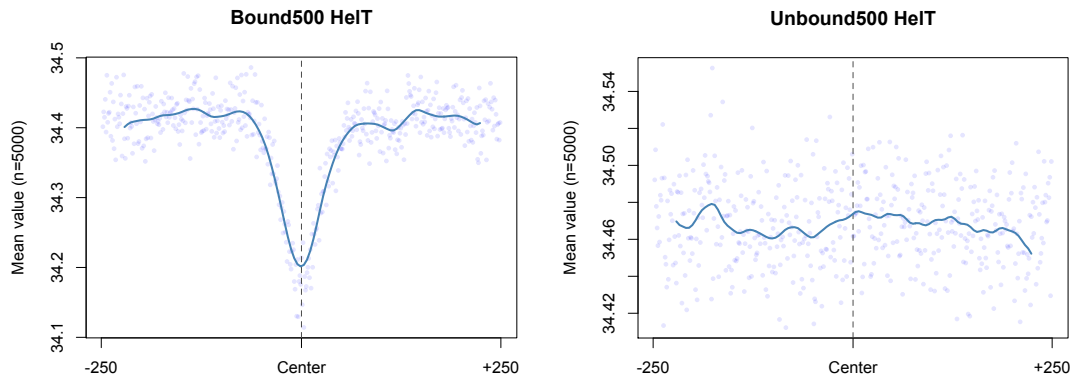 Bound500 HelT
Mean value (n=5000)
34.5
34.4
34.3
34.2
34.1
-250
Center
+250
Unbound500 HelT
Mean value (n=5000)
34.54
34.50
34.46
34.42
-250
Center
+250